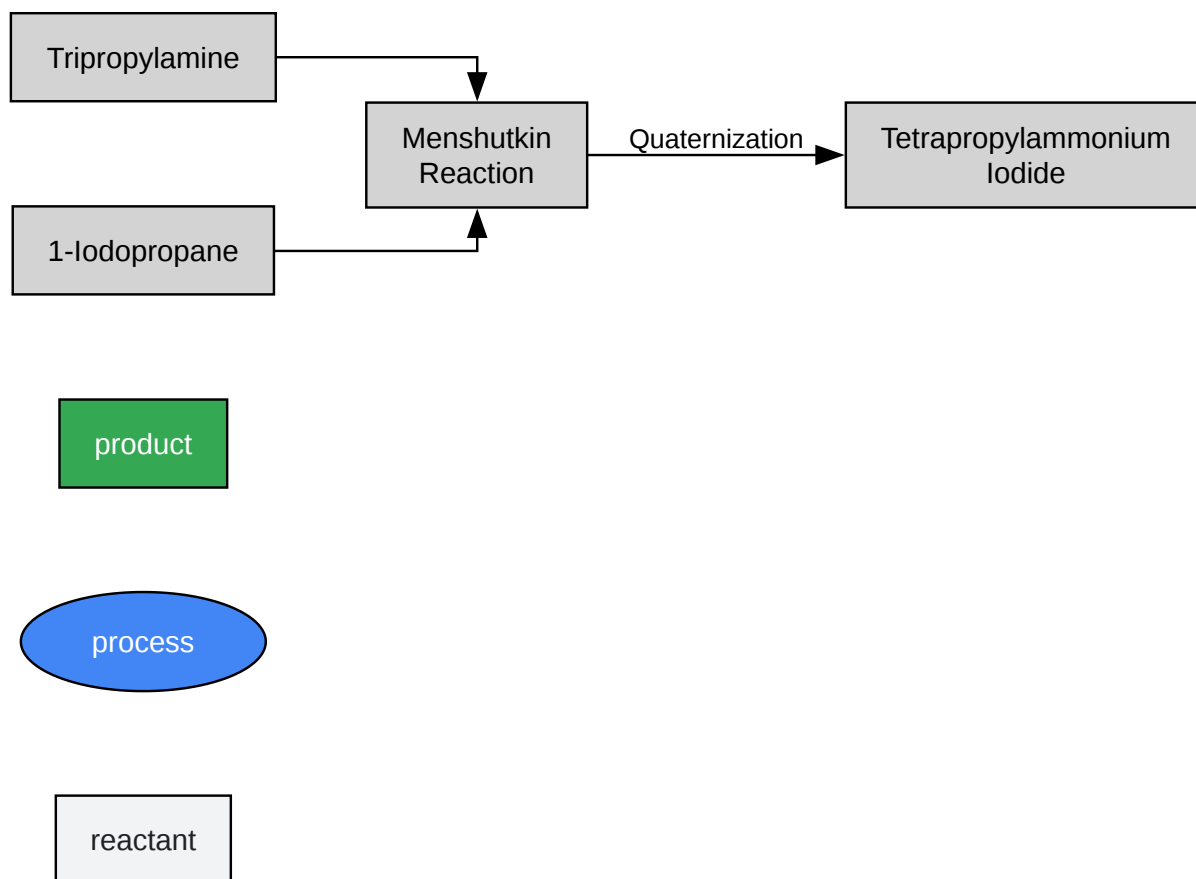 Tripropylamine
Menshutkin
Reaction
Quaternization
Tetrapropylammonium
Iodide
1-Iodopropane
product
process
reactant